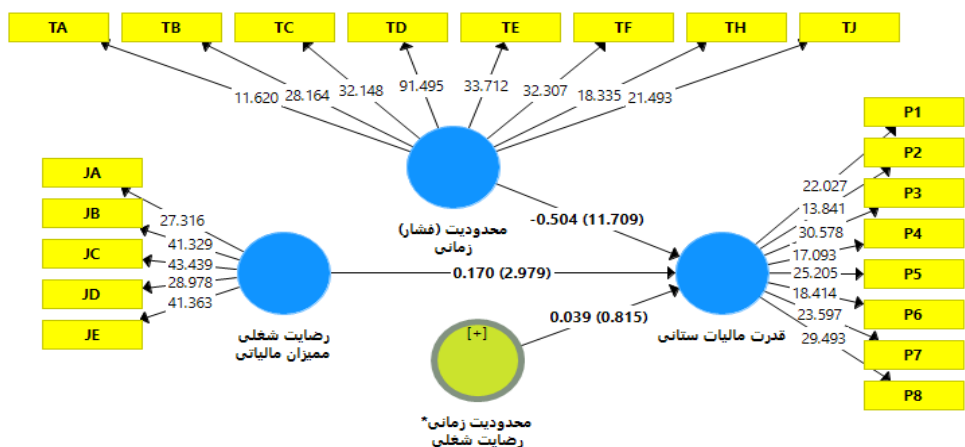 TA TB TC TD TE TF TH TJ
11.620 28.164 32.148 91.495 33.712 32.307 18.335 21.493
محدودیت (فشار)
زمانی
JA
JB
JC
JD
JE
27.316
41.329
43.439
28.978
41.363
رضایت شغلی
ممیزان مالیاتی
-0.504 (11.709)
0.170 (2.979)
0.039 (0.815)
[+]
محدودیت زمانی*
رضایت شغلی
قدرت مالیات ستانی
22.027
13.841
30.578
17.093
25.205
18.414
23.597
29.493
P1
P2
P3
P4
P5
P6
P7
P8